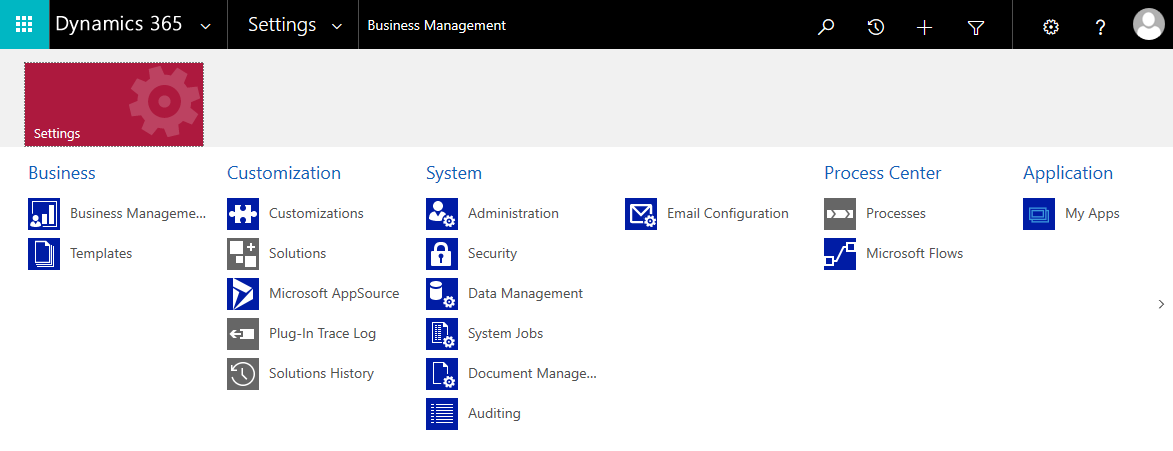 Dynamics 365 Settings Business Management ?
Settings
Business
Business Manageme...
Templates
Customization
Customizations
Solutions
Microsoft AppSource
Plug-In Trace Log
Solutions History
System
Administration
Security
Data Management
System Jobs
Document Manage...
Auditing
Email Configuration
Process Center
Processes
Microsoft Flows
Application
My Apps